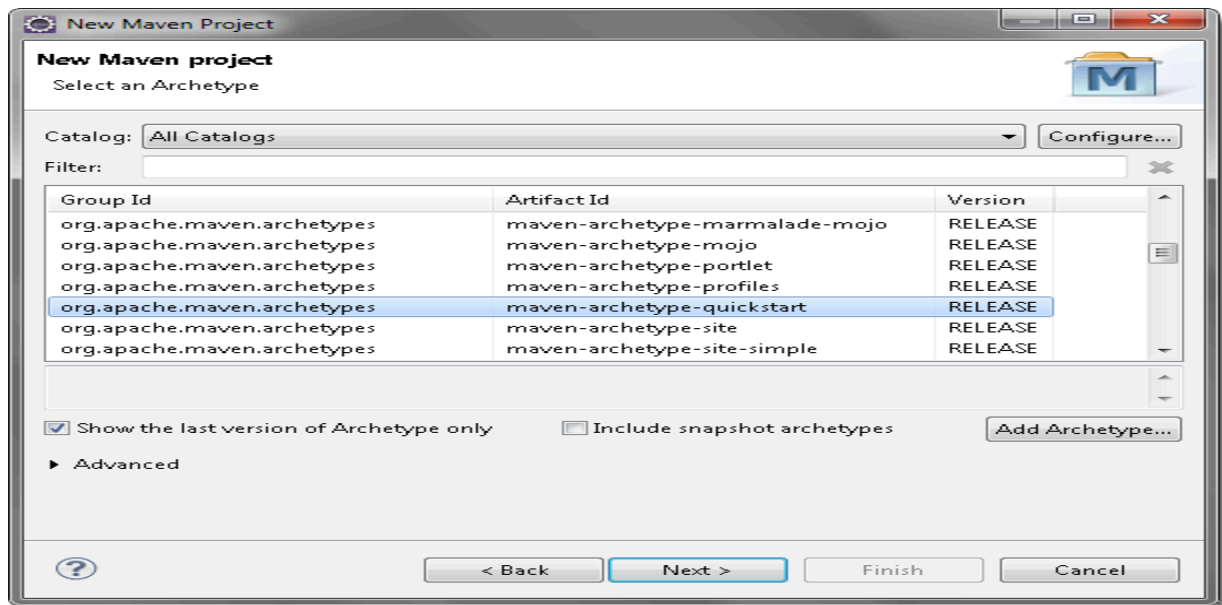 New Maven Project
New Maven project
Select an Archetype
M
Catalog: All Catalogs Configure...
Filter:
Group Id Artifact Id Version
org.apache.maven.archetypes maven-archetype-marmalade-mojo RELEASE
org.apache.maven.archetypes maven-archetype-mojo RELEASE
org.apache.maven.archetypes maven-archetype-portlet RELEASE
org.apache.maven.archetypes maven-archetype-profiles RELEASE
org.apache.maven.archetypes maven-archetype-quickstart RELEASE
org.apache.maven.archetypes maven-archetype-site RELEASE
org.apache.maven.archetypes maven-archetype-site-simple RELEASE
Show the last version of Archetype only Include snapshot archetypes Add Archetype...
Advanced
? < Back Next > Finish Cancel